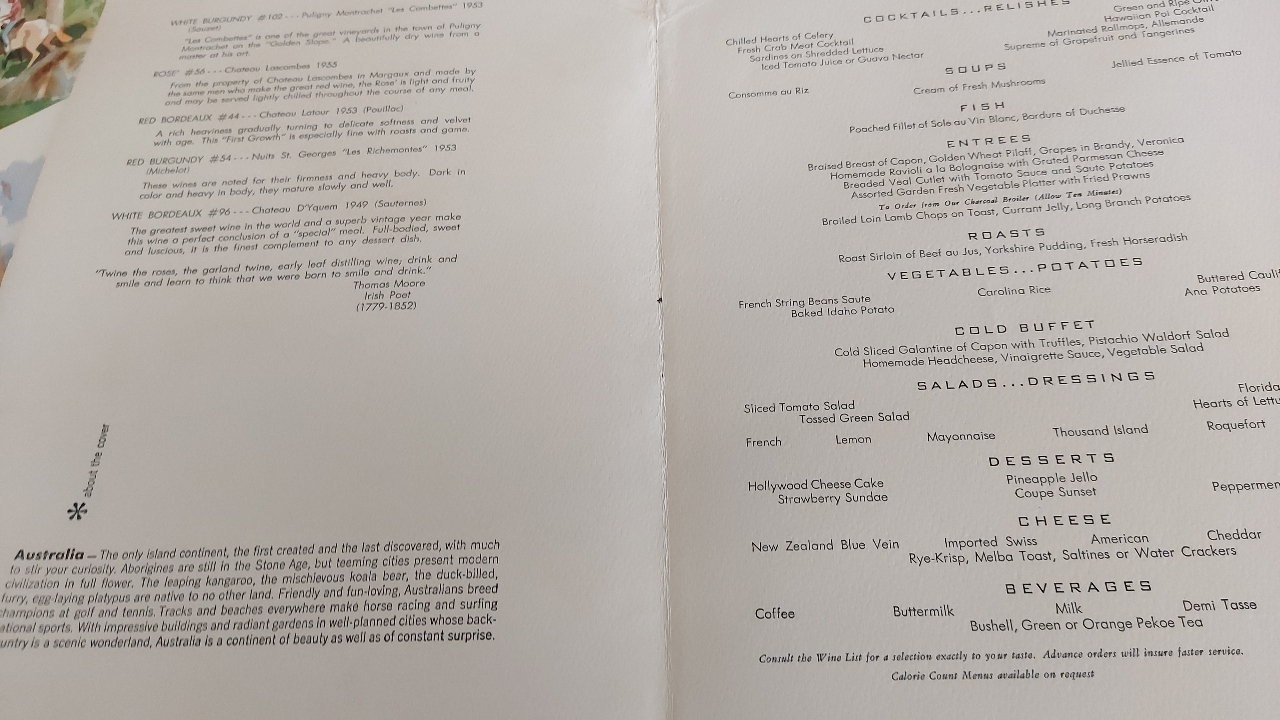 WHITE BURGUNDY #102 --- Puligny Montrachet "Les Combettes" 1953
(Sauzet)
"Les Combettes" is one of the great vineyards in the town of Puligny
Montrachet on the "Golden Slope." A beautifully dry wine from a
master at his art.
ROSE' #56 --- Chateau Lascombes 1955
From the property of Chateau Lascombes in Margaux and made by
the same men who make the great red wine, the Rose' is light and fruity
and may be served lightly chilled throughout the course of any meal.
RED BORDEAUX #44 --- Chateau Latour 1953 (Pouillac)
A rich heaviness gradually turning to delicate softness and velvet
with age. This "First Growth" is especially fine with roasts and game.
RED BURGUNDY #54 --- Nuits St. Georges "Les Richemontes" 1953
(Michelot)
These wines are noted for their firmness and heavy body. Dark in
color and heavy in body, they mature slowly and well.
WHITE BORDEAUX #96 --- Chateau D'Yquem 1949 (Sauternes)
The greatest sweet wine in the world and a superb vintage year make
this wine a perfect conclusion of a "special" meal. Full-bodied, sweet
and luscious, it is the finest complement to any dessert dish.
"Twine the roses, the garland twine, early leaf distilling wine; drink and
smile and learn to think that we were born to smile and drink."
Thomas Moore
Irish Poet
(1779-1852)
* about the cover
Australia — The only island continent, the first created and the last discovered, with much
to stir your curiosity. Aborigines are still in the Stone Age, but teeming cities present modern
civilization in full flower. The leaping kangaroo, the mischievous koala bear, the duck-billed,
furry, egg-laying platypus are native to no other land. Friendly and fun-loving, Australians breed
champions at golf and tennis. Tracks and beaches everywhere make horse racing and surfing
ational sports. With impressive buildings and radiant gardens in well-planned cities whose back-
untry is a scenic wonderland, Australia is a continent of beauty as well as of constant surprise.
COCKTAILS...RELISHES
Chilled Hearts of Celery Green and Ripe
Fresh Crab Meat Cocktail Hawaiian Poi Cocktail
Sardines on Shredded Lettuce Marinated Rollmops, Allemande
Iced Tomato Juice or Guava Nectar Supreme of Grapefruit and Tangerines
SOUPS
Consomme au Riz Cream of Fresh Mushrooms Jellied Essence of Tomato
FISH
Poached Fillet of Sole au Vin Blanc, Bordure of Duchesse
ENTREES
Braised Breast of Capon, Golden Wheat Pilaff, Grapes in Brandy, Veronica
Homemade Ravioli a la Bolognaise with Grated Parmesan Cheese
Breaded Veal Cutlet with Tomato Sauce and Saute Potatoes
Assorted Garden Fresh Vegetable Platter with Fried Prawns
To Order from Our Charcoal Broiler (Allow Ten Minutes)
Broiled Loin Lamb Chops on Toast, Currant Jelly, Long Branch Potatoes
ROASTS
Roast Sirloin of Beef au Jus, Yorkshire Pudding, Fresh Horseradish
VEGETABLES...POTATOES
French String Beans Saute Carolina Rice Buttered Caul
Baked Idaho Potato Ana Potatoes
COLD BUFFET
Cold Sliced Galantine of Capon with Truffles, Pistachio Waldorf Salad
Homemade Headcheese, Vinaigrette Sauce, Vegetable Salad
SALADS...DRESSINGS
Sliced Tomato Salad Florida
Tossed Green Salad Hearts of Lettu
French Lemon Mayonnaise Thousand Island Roquefort
DESSERTS
Hollywood Cheese Cake Pineapple Jello
Strawberry Sundae Coupe Sunset Peppermen
CHEESE
New Zealand Blue Vein Imported Swiss American Cheddar
Rye-Krisp, Melba Toast, Saltines or Water Crackers
BEVERAGES
Coffee Buttermilk Milk Demi Tasse
Bushell, Green or Orange Pekoe Tea
Consult the Wine List for a selection exactly to your taste. Advance orders will insure faster service.
Calorie Count Menus available on request